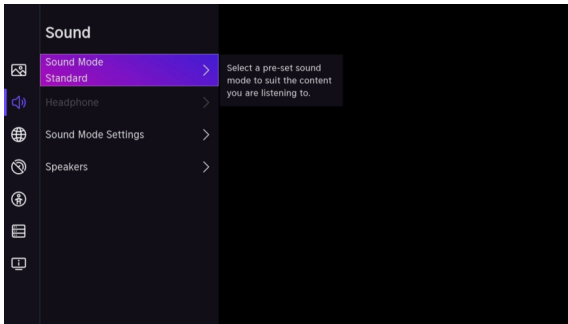 Sound
Sound Mode
Standard
Select a pre-set sound
mode to suit the content
you are listening to.
Headphone
Sound Mode Settings
Speakers